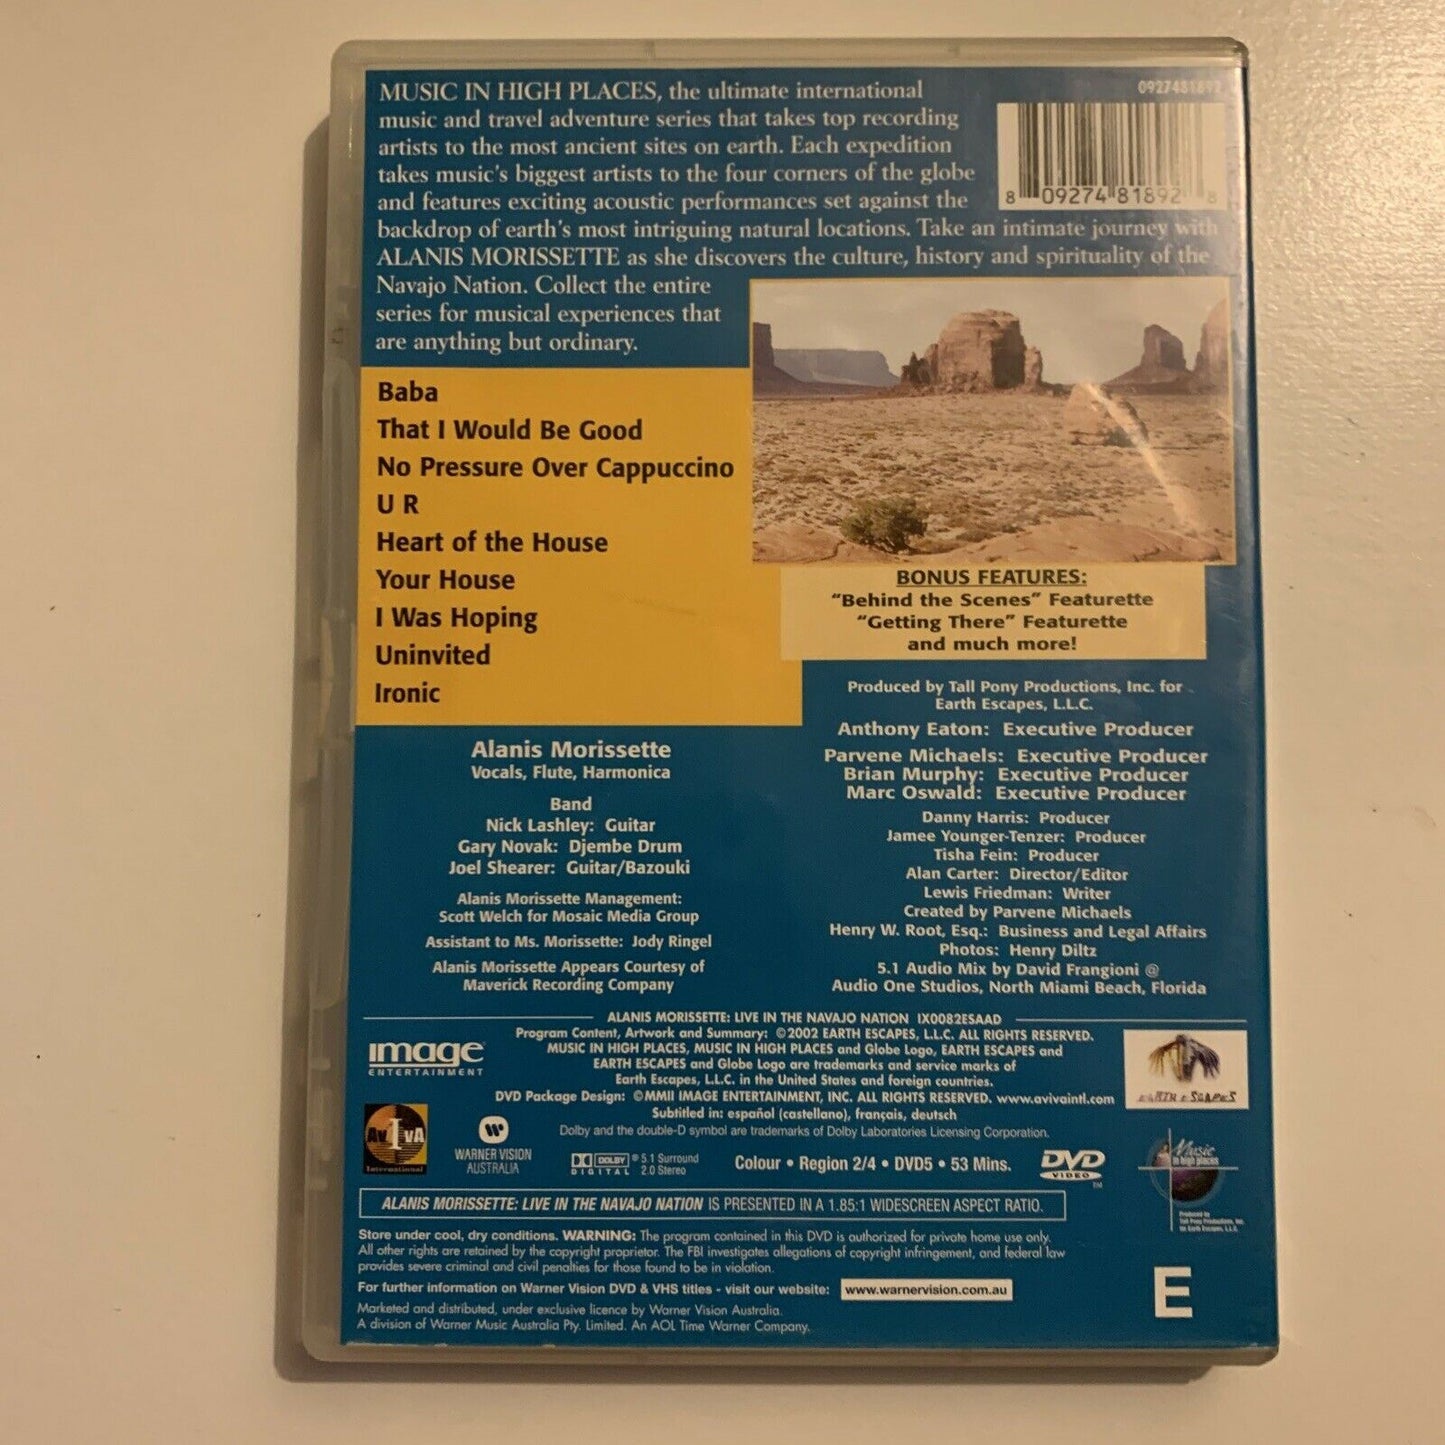 MUSIC IN HIGH PLACES, the ultimate international
music and travel adventure series that takes top recording
artists to the most ancient sites on earth. Each expedition
takes music's biggest artists to the four corners of the globe
and features exciting acoustic performances set against the
backdrop of earth's most intriguing natural locations. Take an intimate journey with
ALANIS MORISSETTE as she discovers the culture, history and spirituality of the
Navajo Nation. Collect the entire
series for musical experiences that
are anything but ordinary.
0927481892
8 09274 81892 8
Baba
That I Would Be Good
No Pressure Over Cappuccino
U R
Heart of the House
Your House
I Was Hoping
Uninvited
Ironic
BONUS FEATURES:
“Behind the Scenes” Featurette
“Getting There” Featurette
and much more!
Alanis Morissette
Vocals, Flute, Harmonica
Band
Nick Lashley: Guitar
Gary Novak: Djembe Drum
Joel Shearer: Guitar/Bazouki
Alanis Morissette Management:
Scott Welch for Mosaic Media Group
Assistant to Ms. Morissette: Jody Ringel
Alanis Morissette Appears Courtesy of
Maverick Recording Company
Produced by Tall Pony Productions, Inc. for
Earth Escapes, L.L.C.
Anthony Eaton: Executive Producer
Parvene Michaels: Executive Producer
Brian Murphy: Executive Producer
Marc Oswald: Executive Producer
Danny Harris: Producer
Jamee Younger-Tenzer: Producer
Tisha Fein: Producer
Alan Carter: Director/Editor
Lewis Friedman: Writer
Created by Parvene Michaels
Henry W. Root, Esq.: Business and Legal Affairs
Photos: Henry Diltz
5.1 Audio Mix by David Frangioni @
Audio One Studios, North Miami Beach, Florida
ALANIS MORISSETTE: LIVE IN THE NAVAJO NATION IX0082ESAAD
Program Content, Artwork and Summary: ©2002 EARTH ESCAPES, L.L.C. ALL RIGHTS RESERVED.
MUSIC IN HIGH PLACES, MUSIC IN HIGH PLACES and Globe Logo, EARTH ESCAPES and
EARTH ESCAPES and Globe Logo are trademarks and service marks of
Earth Escapes, L.L.C. in the United States and foreign countries.
DVD Package Design: ©MMII IMAGE ENTERTAINMENT, INC. ALL RIGHTS RESERVED. www.avivaintl.com
Subtitled in: español (castellano), français, deutsch
Dolby and the double-D symbol are trademarks of Dolby Laboratories Licensing Corporation.
image
ENTERTAINMENT
EARTH ESCAPES
AvIvA
International
WARNER VISION
AUSTRALIA
DOLBY
DIGITAL
5.1 Surround
2.0 Stereo
Colour • Region 2/4 • DVD5 • 53 Mins.
DVD
VIDEO
TM
Music
in high places
Produced by
Tall Pony Productions, Inc.
for Earth Escapes, L.L.C.
ALANIS MORISSETTE: LIVE IN THE NAVAJO NATION IS PRESENTED IN A 1.85:1 WIDESCREEN ASPECT RATIO.
Store under cool, dry conditions. WARNING: The program contained in this DVD is authorized for private home use only.
All other rights are retained by the copyright proprietor. The FBI investigates allegations of copyright infringement, and federal law
provides severe criminal and civil penalties for those found to be in violation.
For further information on Warner Vision DVD & VHS titles - visit our website: www.warnervision.com.au
Marketed and distributed, under exclusive licence by Warner Vision Australia.
A division of Warner Music Australia Pty. Limited. An AOL Time Warner Company.
E